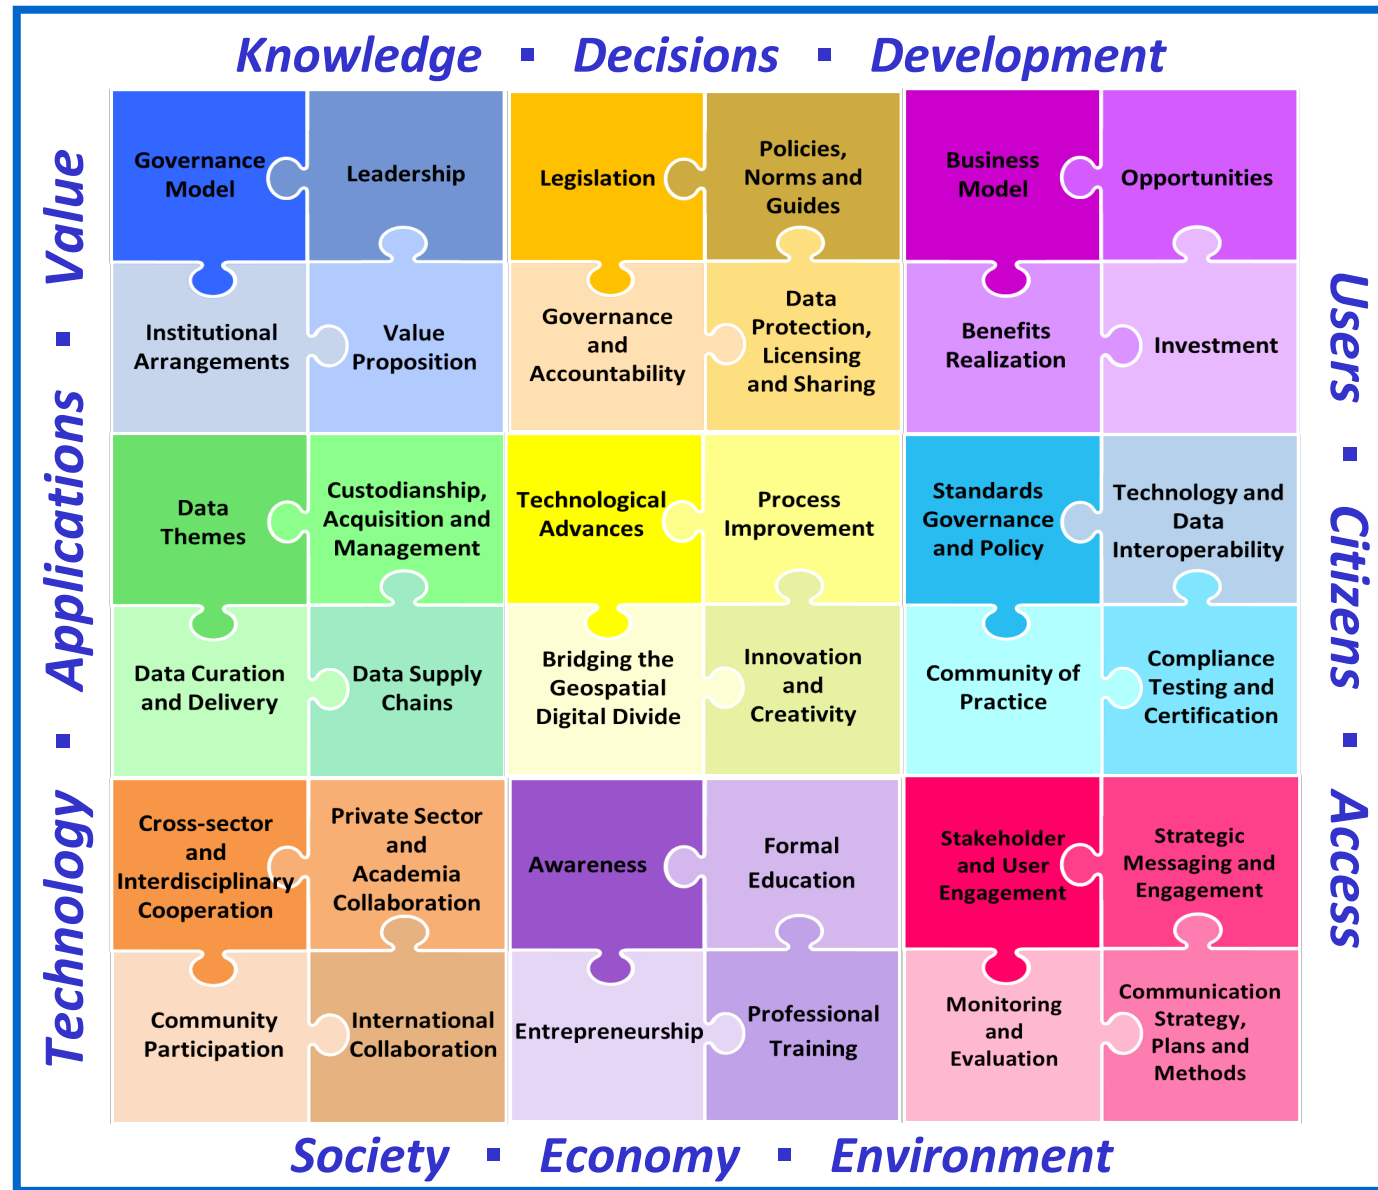 Knowledge ▪ Decisions ▪ Development
Technology ▪ Applications ▪ Value
Governance
Model
Leadership
Institutional
Arrangements
Value
Proposition
Legislation
Policies,
Norms and
Guides
Governance
and
Accountability
Data
Protection,
Licensing
and Sharing
Business
Model
Opportunities
Benefits
Realization
Investment
Data
Themes
Custodianship,
Acquisition and
Management
Data Curation
and Delivery
Data Supply
Chains
Technological
Advances
Process
Improvement
Bridging the
Geospatial
Digital Divide
Innovation
and
Creativity
Standards
Governance
and Policy
Technology and
Data
Interoperability
Community of
Practice
Compliance
Testing and
Certification
Cross-sector
and
Interdisciplinary
Cooperation
Private Sector
and
Academia
Collaboration
Community
Participation
International
Collaboration
Awareness
Formal
Education
Entrepreneurship
Professional
Training
Stakeholder
and User
Engagement
Strategic
Messaging and
Engagement
Monitoring
and
Evaluation
Communication
Strategy,
Plans and
Methods
Users ▪ Citizens ▪ Access
Society ▪ Economy ▪ Environment